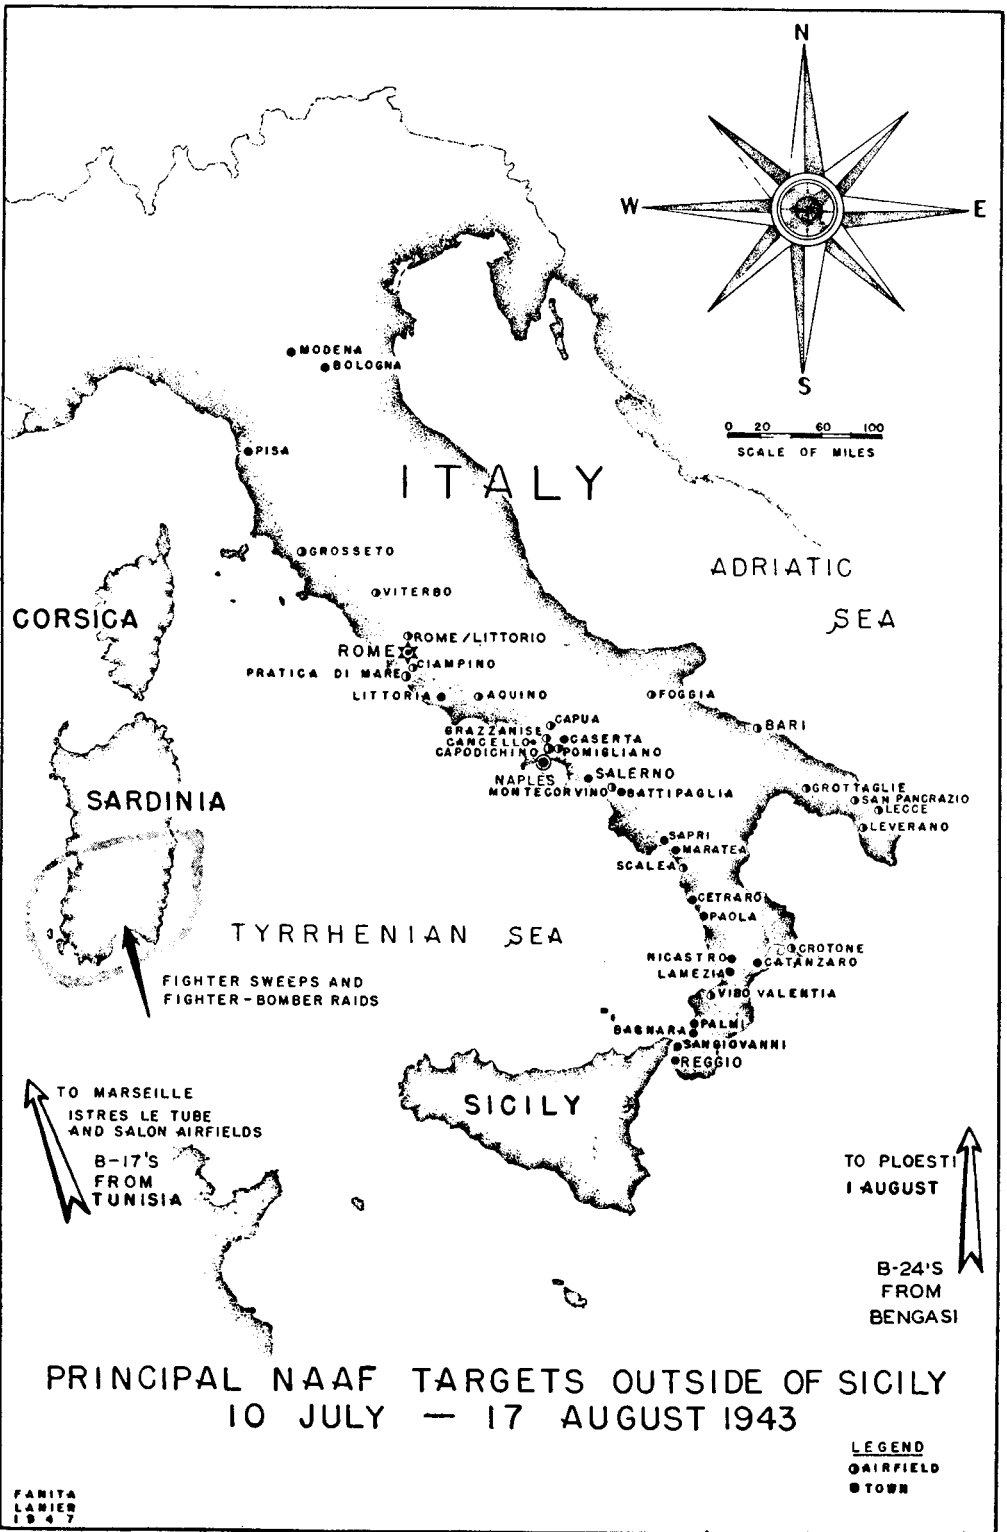 N
W
E
S
0 20 60 100
SCALE OF MILES
MODENA
BOLOGNA
PISA
ITALY
GROSSETO
ADRIATIC
SEA
VITERBO
CORSICA
ROME/LITTORIO
ROME
CIAMPINO
PRATICA DI MARE
LITTORIA
AQUINO
FOGGIA
CAPUA
BARI
GRAZZANISE
CANCELLO
CASERTA
CAPODICHINO
POMIGLIANO
NAPLES
SALERNO
MONTECORVINO
BATTIPAGLIA
GROTTAGLIE
SAN PANCRAZIO
LECCE
LEVERANO
SARDINIA
SAPRI
MARATEA
SCALEA
CETRARO
PAOLA
TYRRHENIAN SEA
CROTONE
NICASTRO
CATANZARO
LAMEZIA
VIBO VALENTIA
FIGHTER SWEEPS AND
FIGHTER-BOMBER RAIDS
PALMI
BAGNARA
SANGIOVANNI
REGGIO
SICILY
TO MARSEILLE
ISTRES LE TUBE
AND SALON AIRFIELDS
B-17'S
FROM
TUNISIA
TO PLOESTI
1 AUGUST
B-24'S
FROM
BENGASI
PRINCIPAL NAAF TARGETS OUTSIDE OF SICILY
10 JULY — 17 AUGUST 1943
LEGEND
AIRFIELD
TOWN
FANITA
LANIER
1947